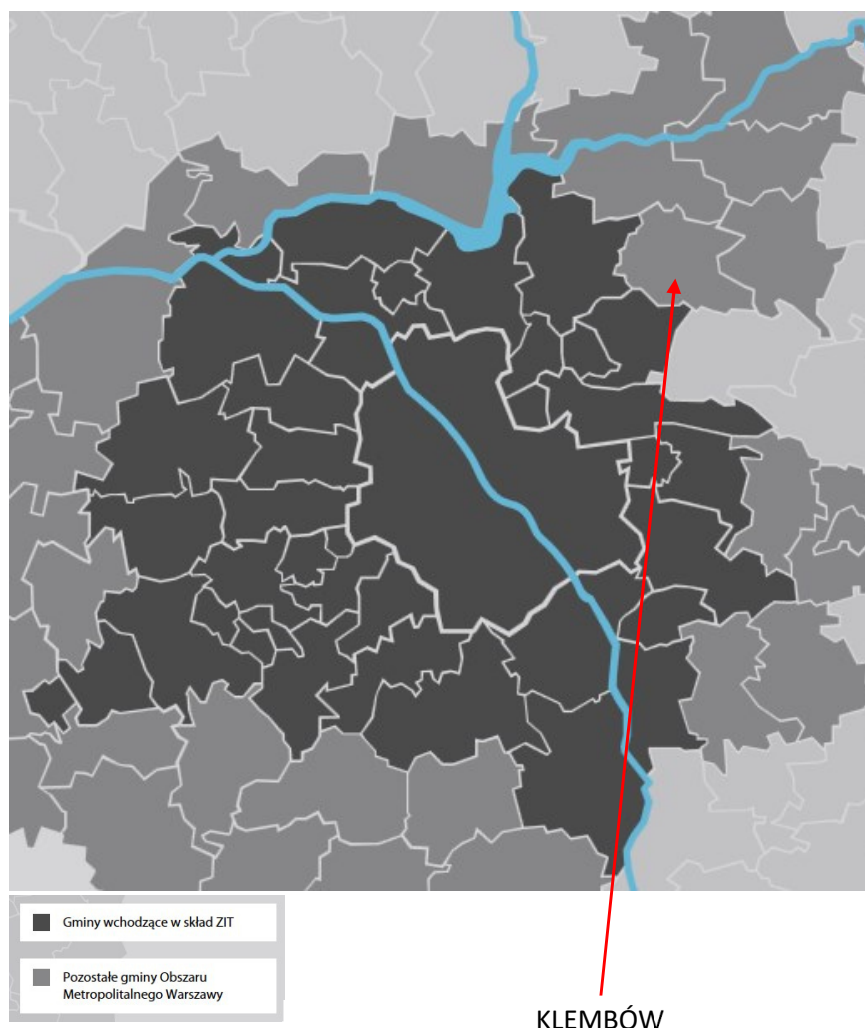 Gminy wchodzące w skład ZIT
Pozostałe gminy Obszaru
Metropolitalnego Warszawy
KLEMBÓW